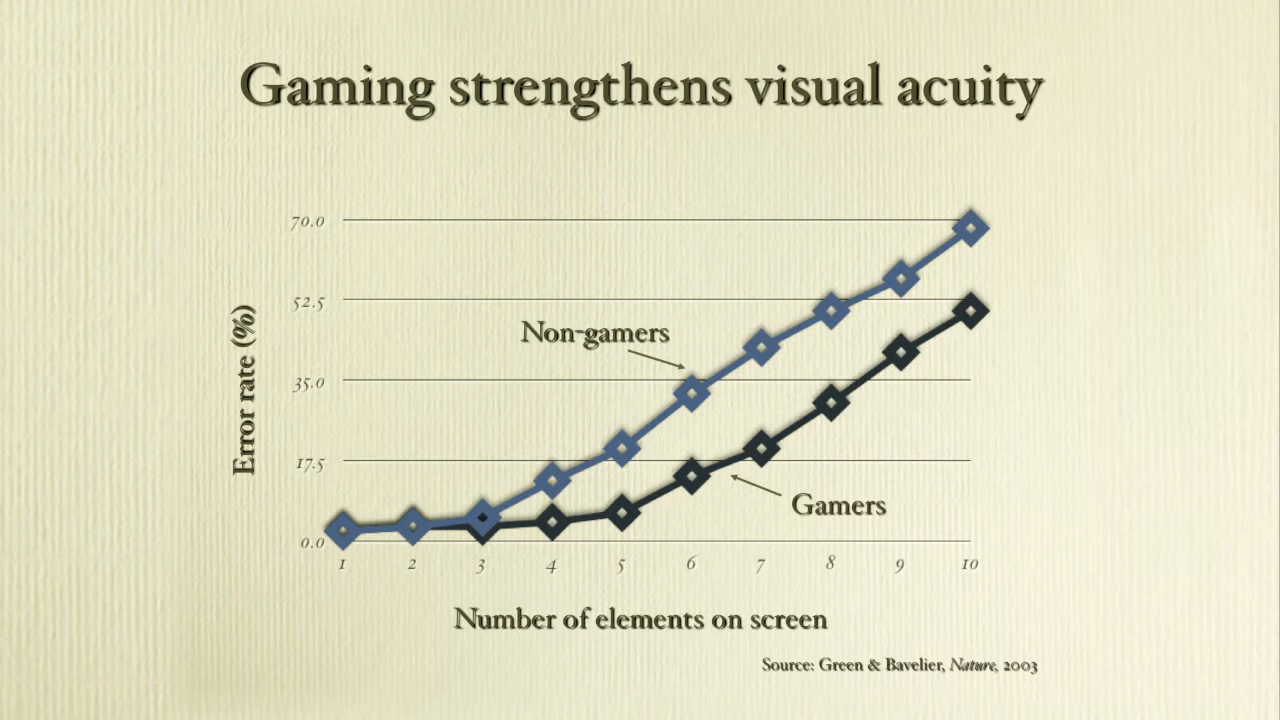 Gaming strengthens visual acuity
70.0
52.5
Non-gamers
35.0
Error rate (%)
17.5
Gamers
0.0
1 2 3 4 5 6 7 8 9 10
Number of elements on screen
Source: Green & Bavelier, Nature, 2003